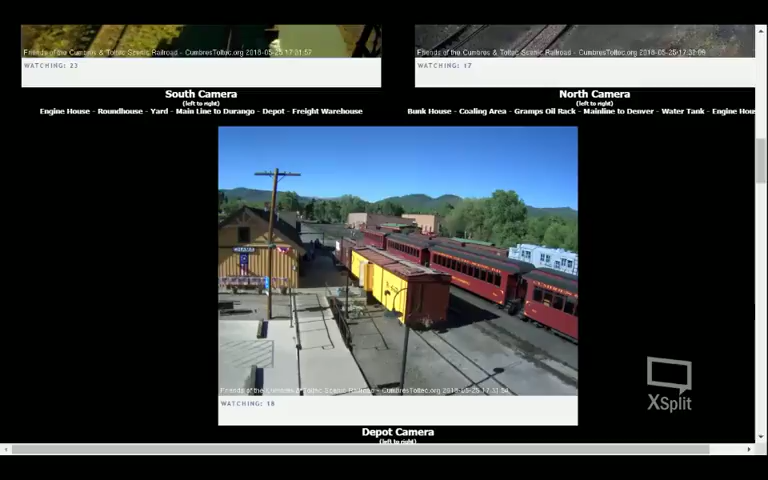 Friends of the Cumbres & Toltec Scenic Railroad - CumbresToltec.org 2018-05-25 17:31:57
Friends of the Cumbres & Toltec Scenic Railroad - CumbresToltec.org 2018-05-25 17:32:09
WATCHING: 23
WATCHING: 17
South Camera
(left to right)
Engine House - Roundhouse - Yard - Main Line to Durango - Depot - Freight Warehouse
North Camera
(left to right)
Bunk House - Coaling Area - Gramps Oil Rack - Mainline to Denver - Water Tank - Engine Hou
CHAMA
Friends of the Cumbres & Toltec Scenic Railroad - CumbresToltec.org 2018-05-25 17:31:54
WATCHING: 18
XSplit
Depot Camera
(left to right)